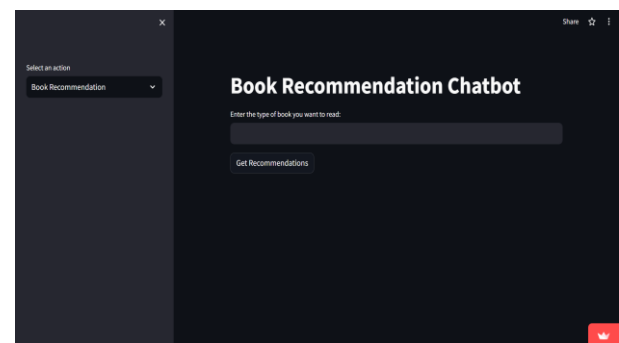 Share
Select an action
Book Recommendation
Book Recommendation Chatbot
Enter the type of book you want to read:
Get Recommendations